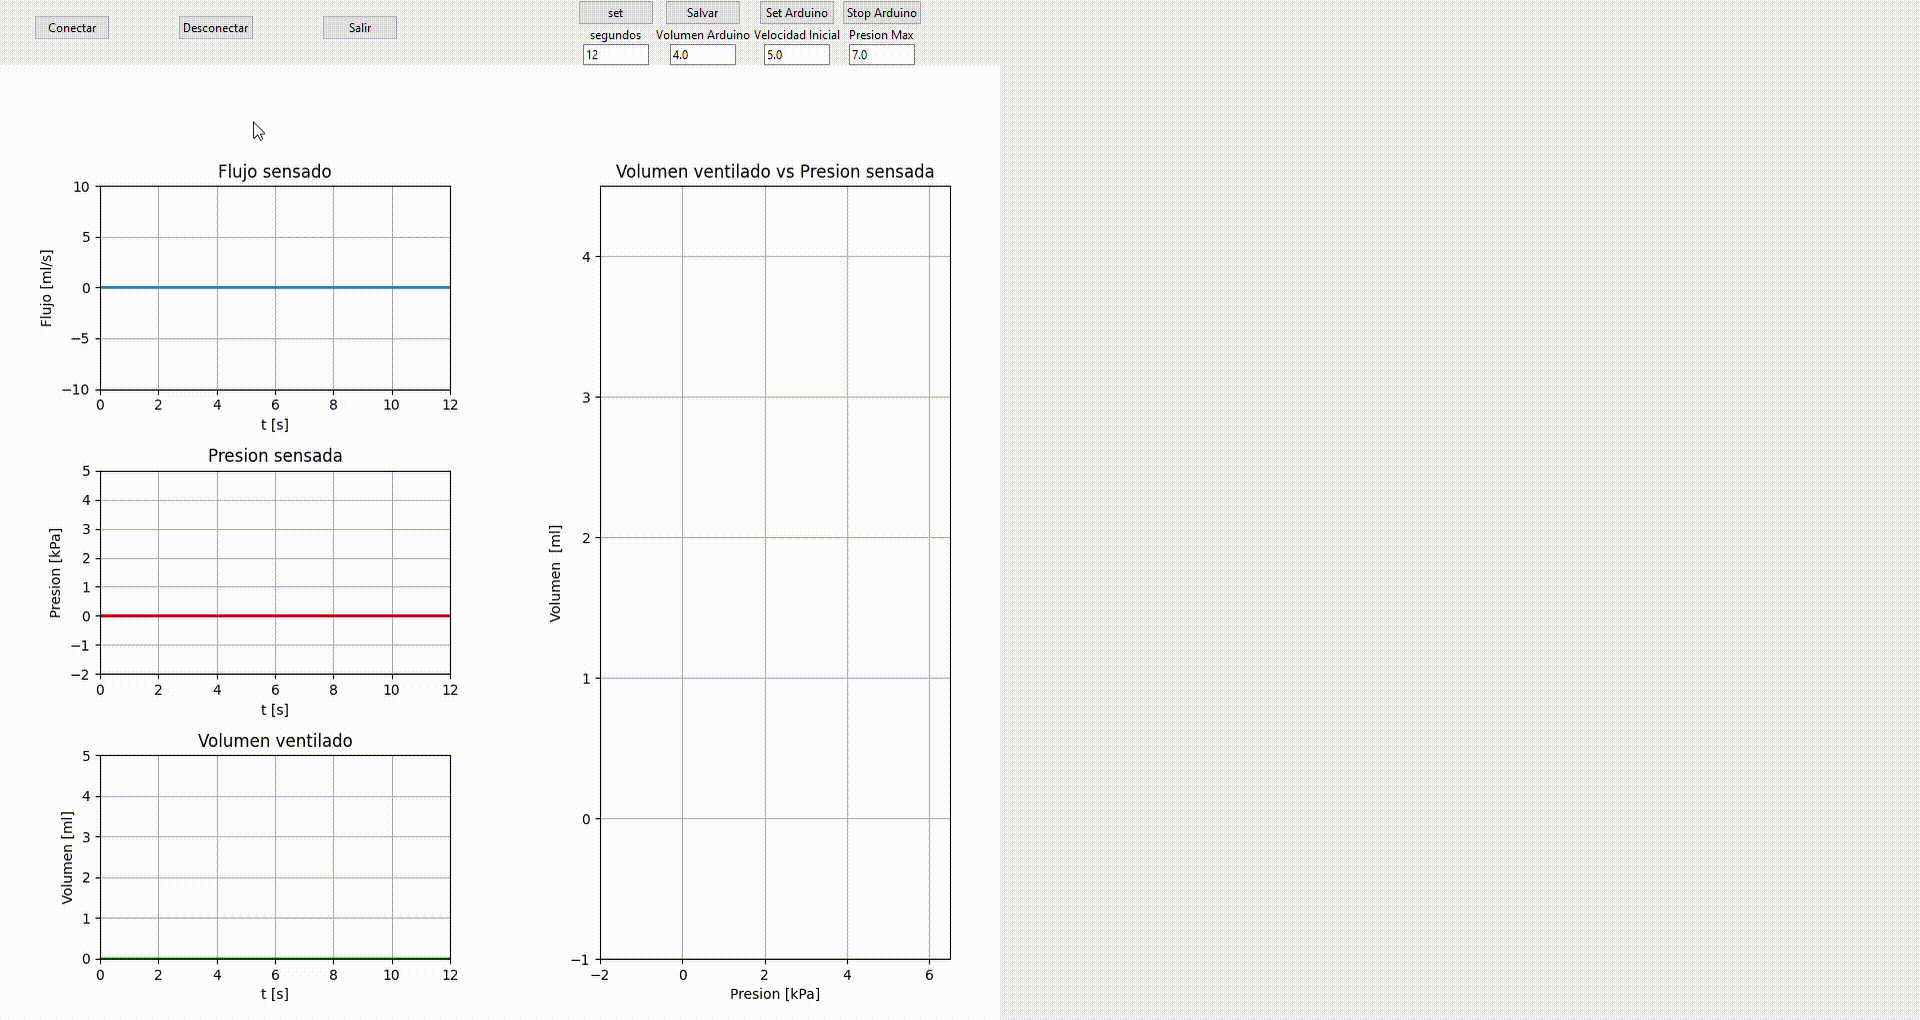 Conectar Desconectar Salir
set Salvar Set Arduino Stop Arduino
segundos Volumen Arduino Velocidad Inicial Presion Max
12 4.0 5.0 7.0
Flujo sensado
10
5
0
−5
−10
Flujo [ml/s]
0 2 4 6 8 10 12
t [s]
Presion sensada
5
4
3
2
1
0
−1
−2
Presion [kPa]
0 2 4 6 8 10 12
t [s]
Volumen ventilado
5
4
3
2
1
0
Volumen [ml]
0 2 4 6 8 10 12
t [s]
Volumen ventilado vs Presion sensada
4
3
2
1
0
−1
Volumen [ml]
−2 0 2 4 6
Presion [kPa]